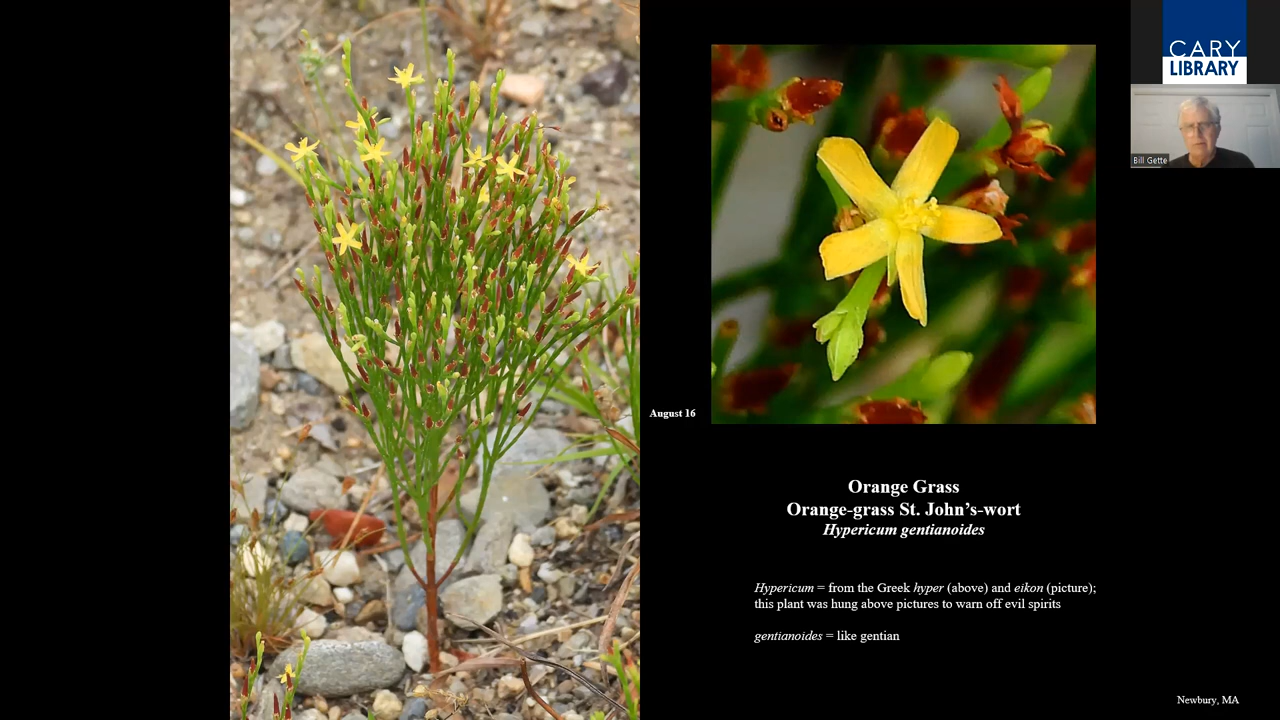 CARY
LIBRARY
Bill Gette
August 16
Orange Grass
Orange-grass St. John’s-wort
Hypericum gentianoides
Hypericum = from the Greek hyper (above) and eikon (picture);
this plant was hung above pictures to warn off evil spirits
gentianoides = like gentian
Newbury, MA